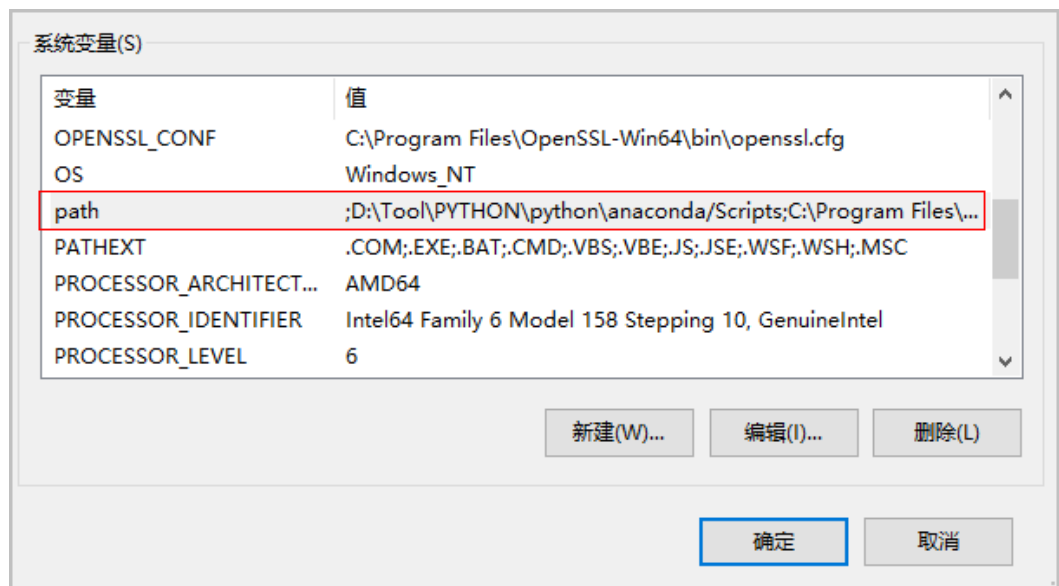 系统变量(S)
变量 值
OPENSSL_CONF C:\Program Files\OpenSSL-Win64\bin\openssl.cfg
OS Windows_NT
path ;D:\Tool\PYTHON\python\anaconda/Scripts;C:\Program Files\...
PATHEXT .COM;.EXE;.BAT;.CMD;.VBS;.VBE;.JS;.JSE;.WSF;.WSH;.MSC
PROCESSOR_ARCHITECT... AMD64
PROCESSOR_IDENTIFIER Intel64 Family 6 Model 158 Stepping 10, GenuineIntel
PROCESSOR_LEVEL 6
新建(W)... 编辑(I)... 删除(L)
确定 取消